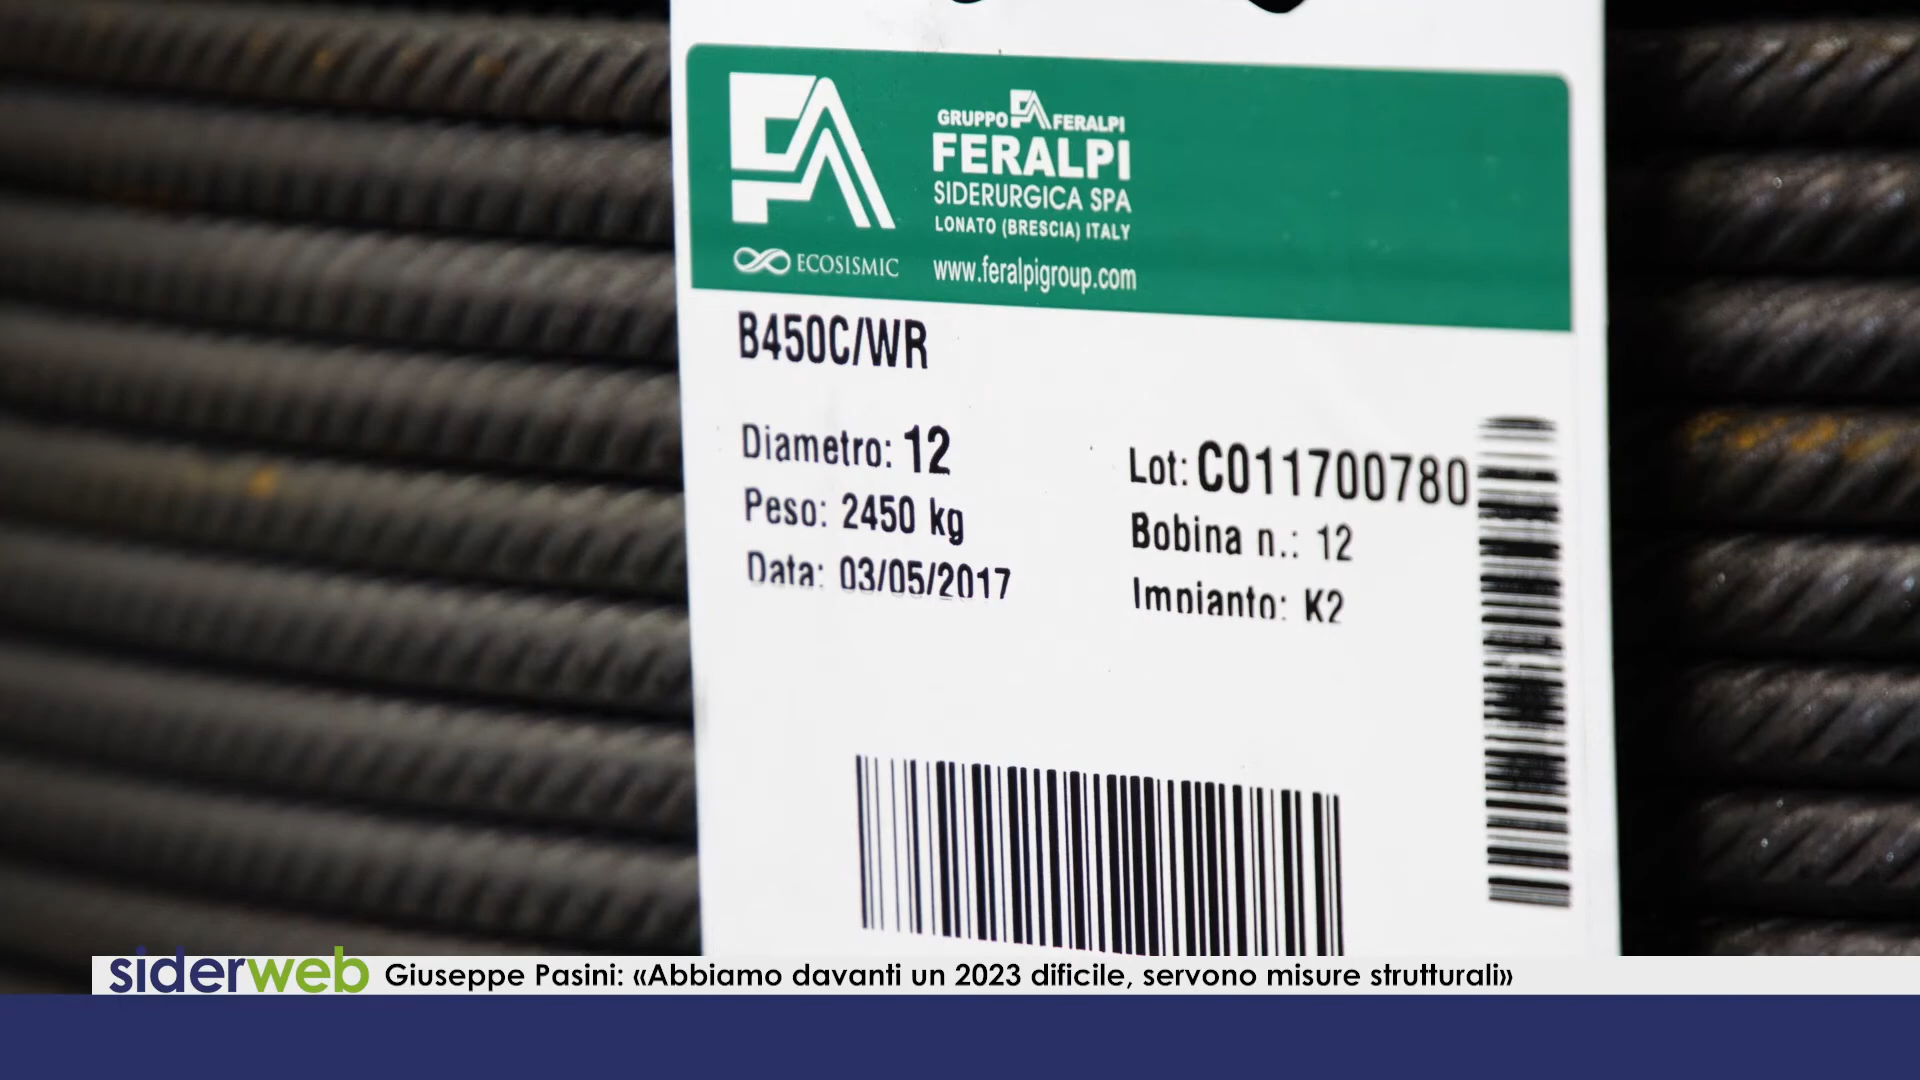 GRUPPO FERALPI
FERALPI
SIDERURGICA SPA
LONATO (BRESCIA) ITALY
ECOSISMIC
www.feralpigroup.com
B450C/WR
Diametro: 12
Peso: 2450 kg
Data: 03/05/2017
Lot: C011700780
Bobina n.: 12
Impianto: K2
siderweb
Giuseppe Pasini: «Abbiamo davanti un 2023 dificile, servono misure strutturali»